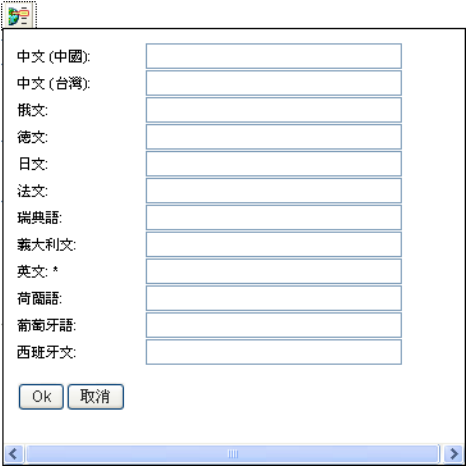 中文 (中國):
中文 (台灣):
俄文:
德文:
日文:
法文:
瑞典語:
義大利文:
英文: *
荷蘭語:
葡萄牙語:
西班牙文:
Ok 取消